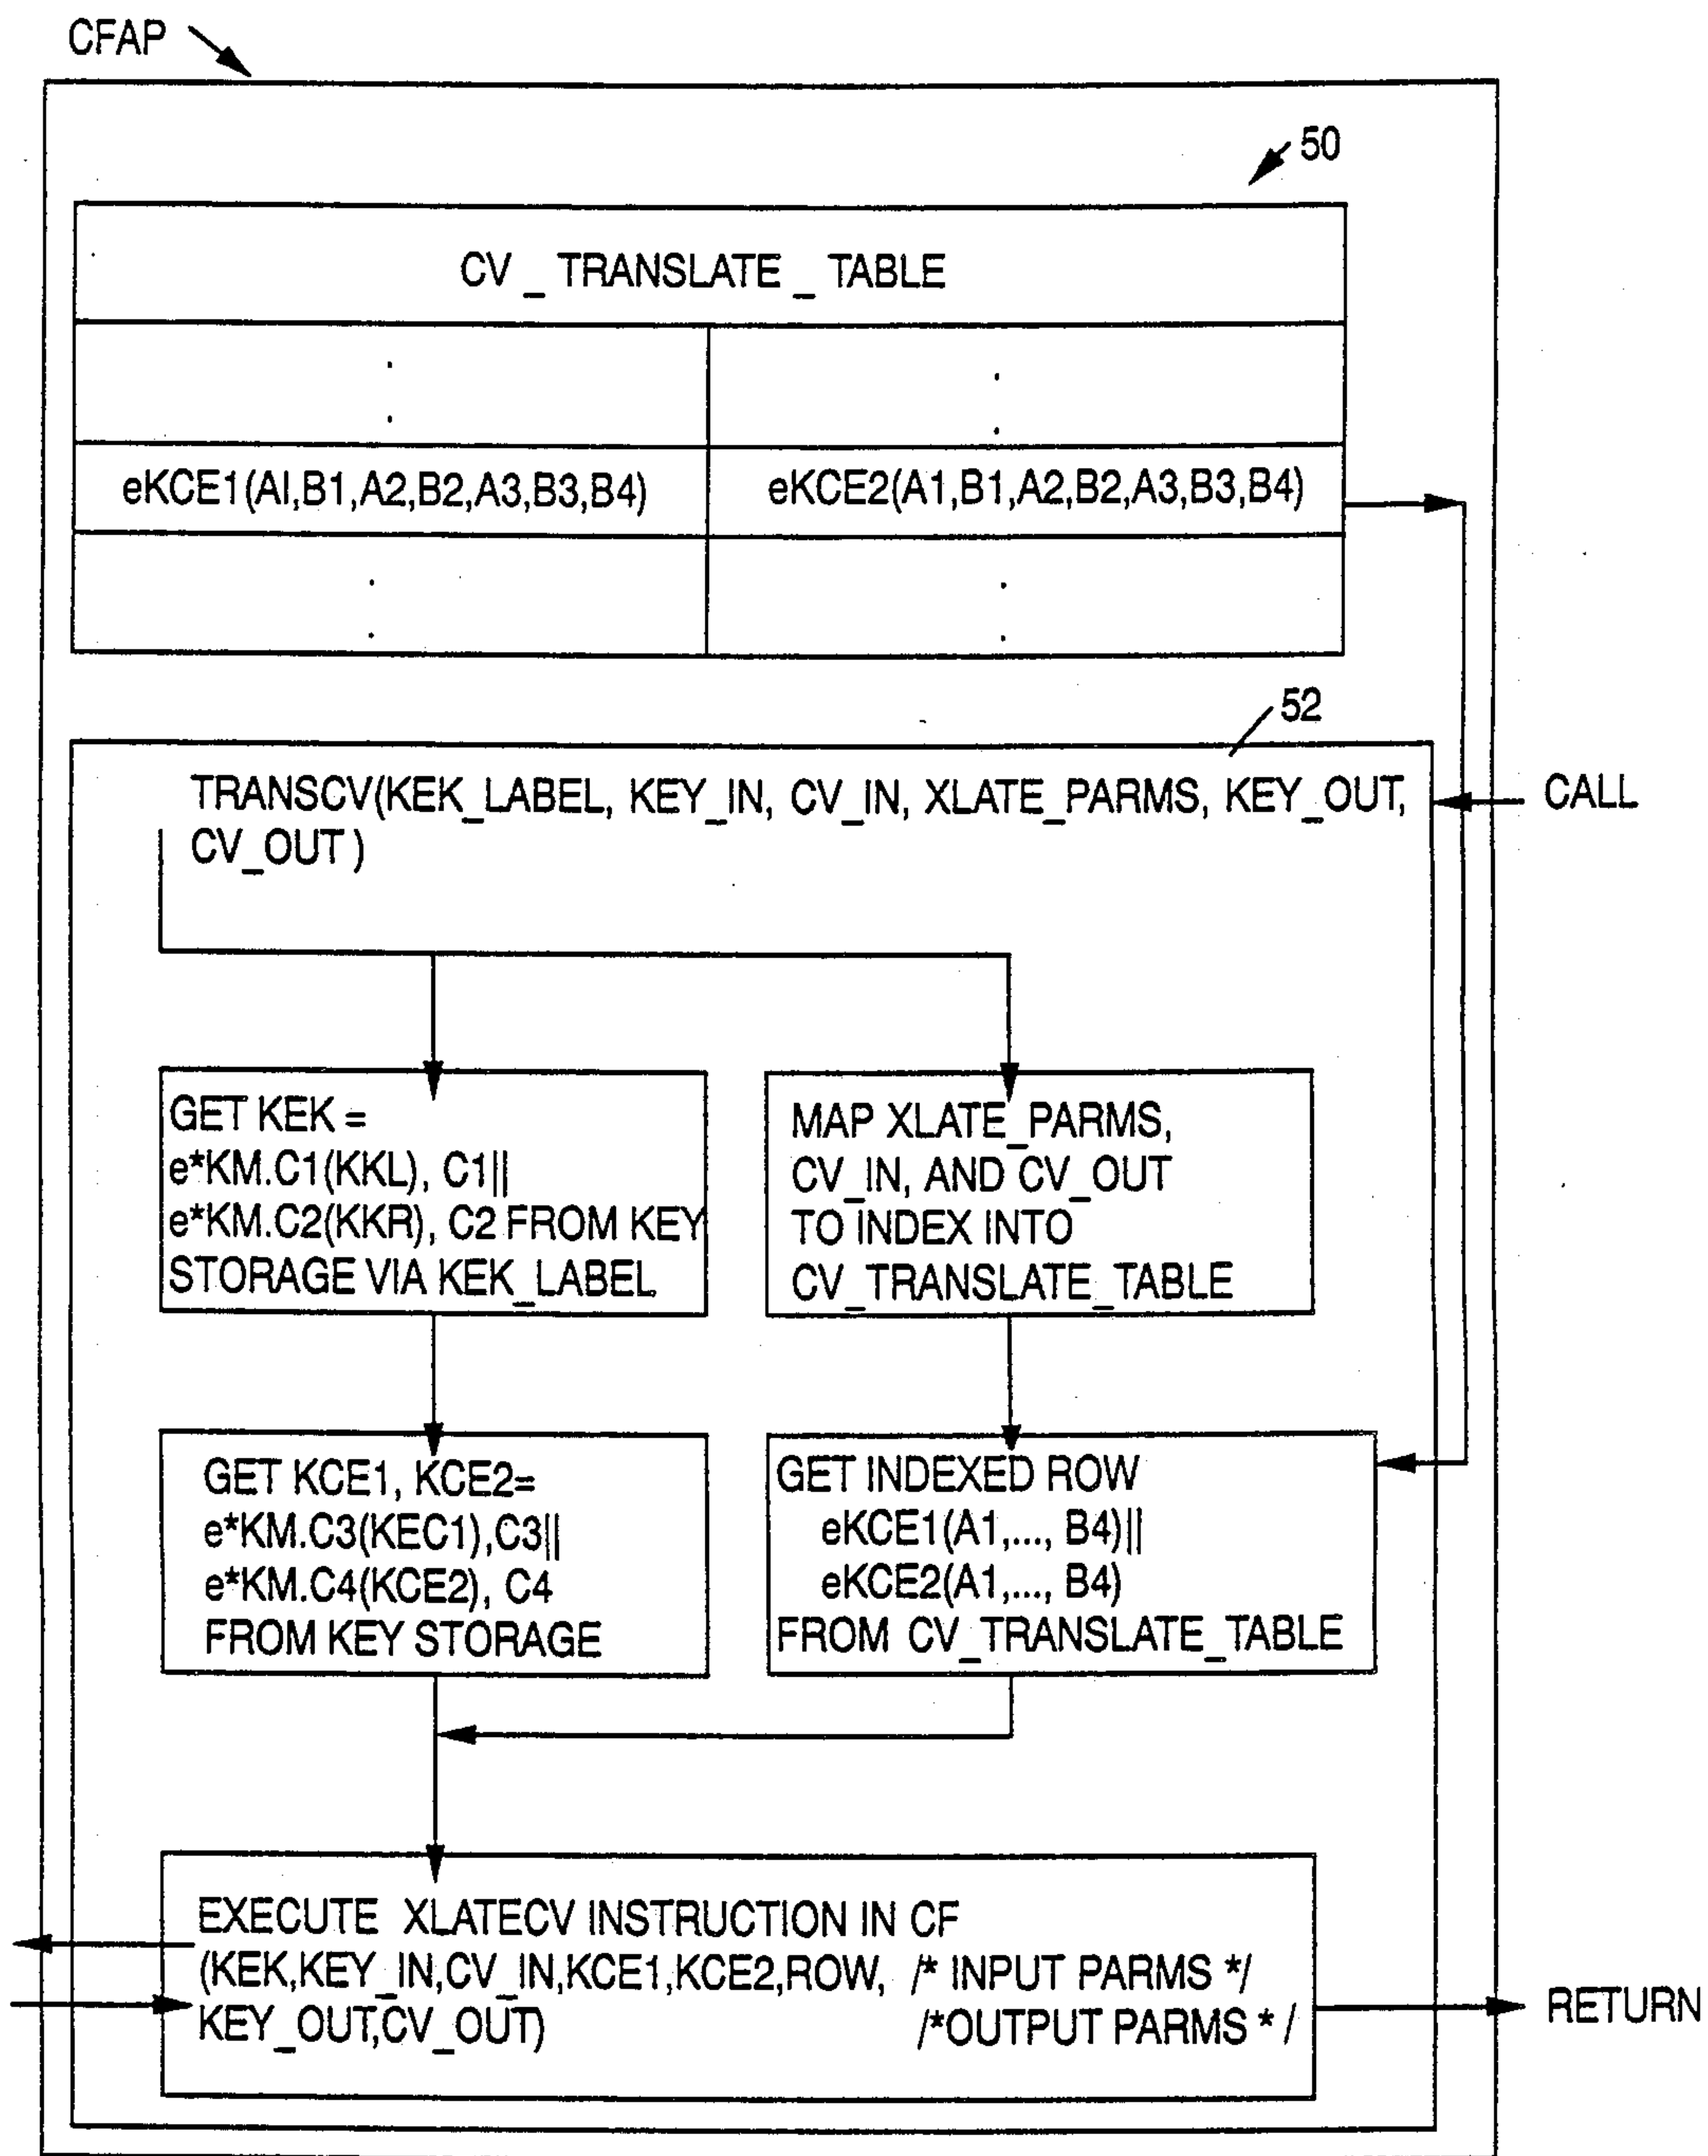 CFAP
50
CV _ TRANSLATE _ TABLE
eKCE1(AI,B1,A2,B2,A3,B3,B4)
eKCE2(A1,B1,A2,B2,A3,B3,B4)
52
TRANSCV(KEK_LABEL, KEY_IN, CV_IN, XLATE_PARMS, KEY_OUT,
CV_OUT )
CALL
GET KEK =
e*KM.C1(KKL), C1||
e*KM.C2(KKR), C2 FROM KEY
STORAGE VIA KEK_LABEL
MAP XLATE_PARMS,
CV_IN, AND CV_OUT
TO INDEX INTO
CV_TRANSLATE_TABLE
GET KCE1, KCE2=
e*KM.C3(KEC1),C3||
e*KM.C4(KCE2), C4
FROM KEY STORAGE
GET INDEXED ROW
eKCE1(A1,..., B4)||
eKCE2(A1,..., B4)
FROM CV_TRANSLATE_TABLE
EXECUTE XLATECV INSTRUCTION IN CF
(KEK,KEY_IN,CV_IN,KCE1,KCE2,ROW, /* INPUT PARMS */
KEY_OUT,CV_OUT) /*OUTPUT PARMS * /
RETURN